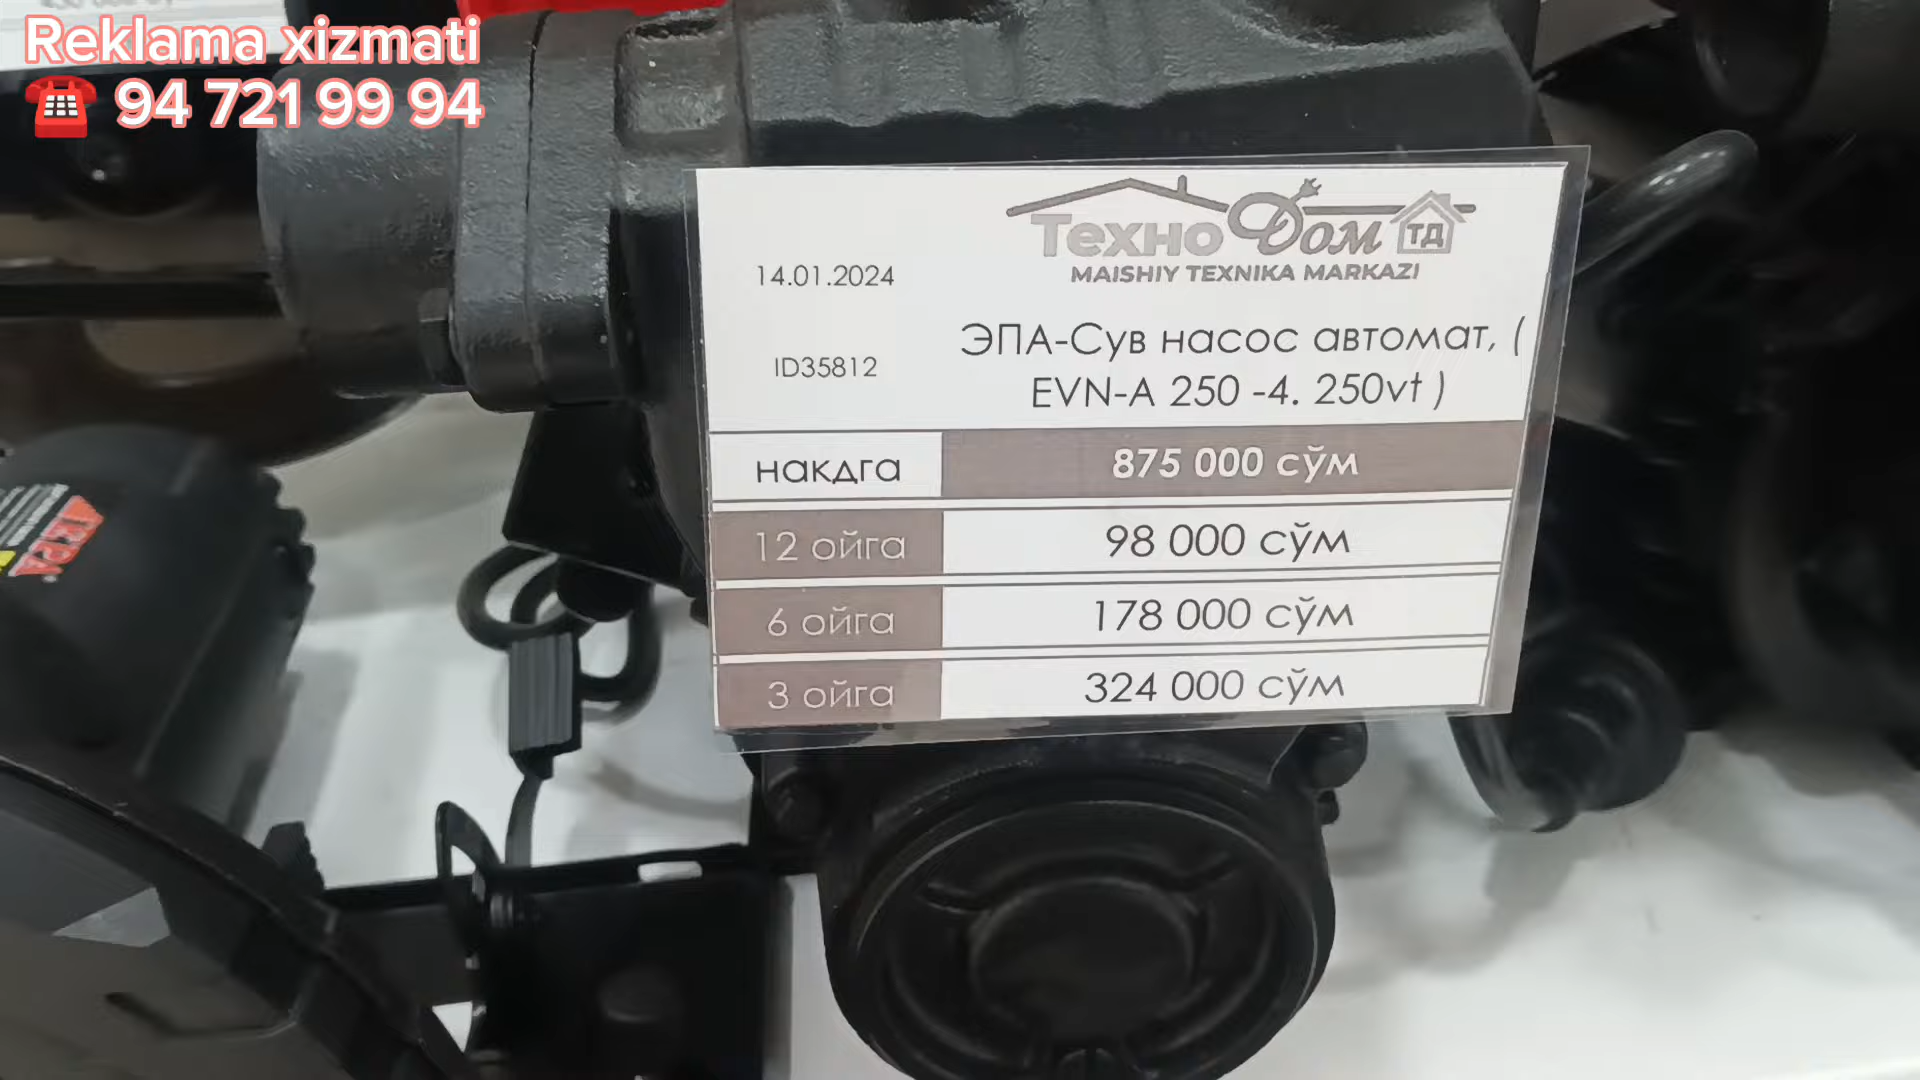 Reklama xizmati
☎ 94 721 99 94
Техно Дом ТД
MAISHIY TEXNIKA MARKAZI
14.01.2024
ID35812
ЭПА-Сув насос автомат, (
EVN-A 250 -4. 250vt )
накдга 875 000 сўм
12 ойга 98 000 сўм
6 ойга 178 000 сўм
3 ойга 324 000 сўм